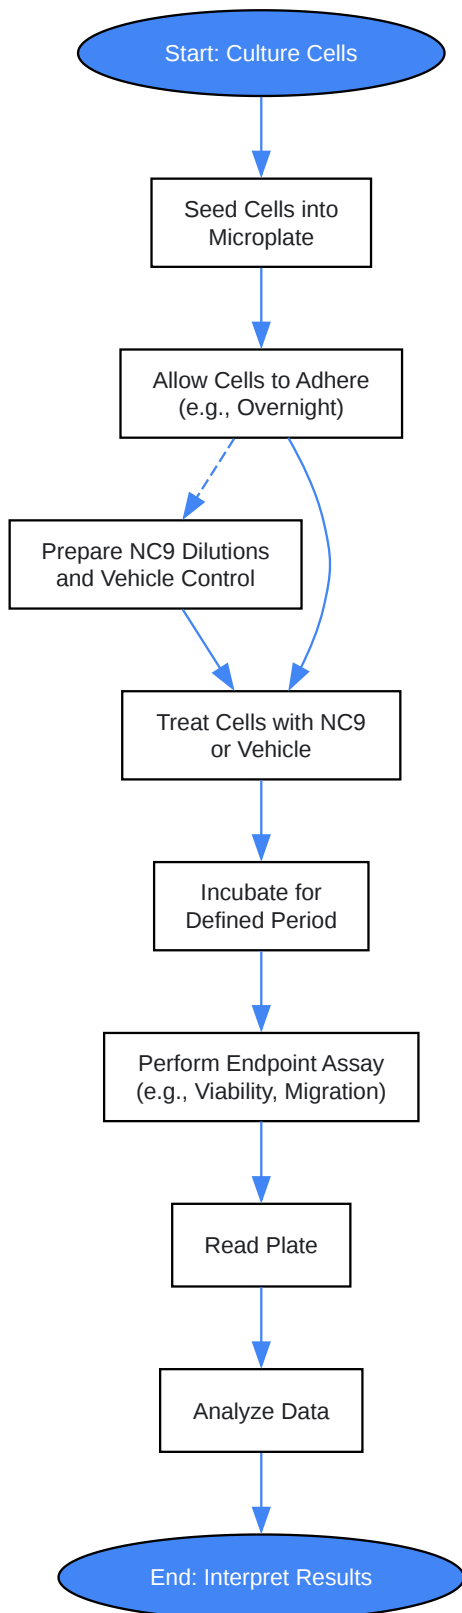 Start: Culture Cells
Seed Cells into
Microplate
Allow Cells to Adhere
(e.g., Overnight)
Prepare NC9 Dilutions
and Vehicle Control
Treat Cells with NC9
or Vehicle
Incubate for
Defined Period
Perform Endpoint Assay
(e.g., Viability, Migration)
Read Plate
Analyze Data
End: Interpret Results